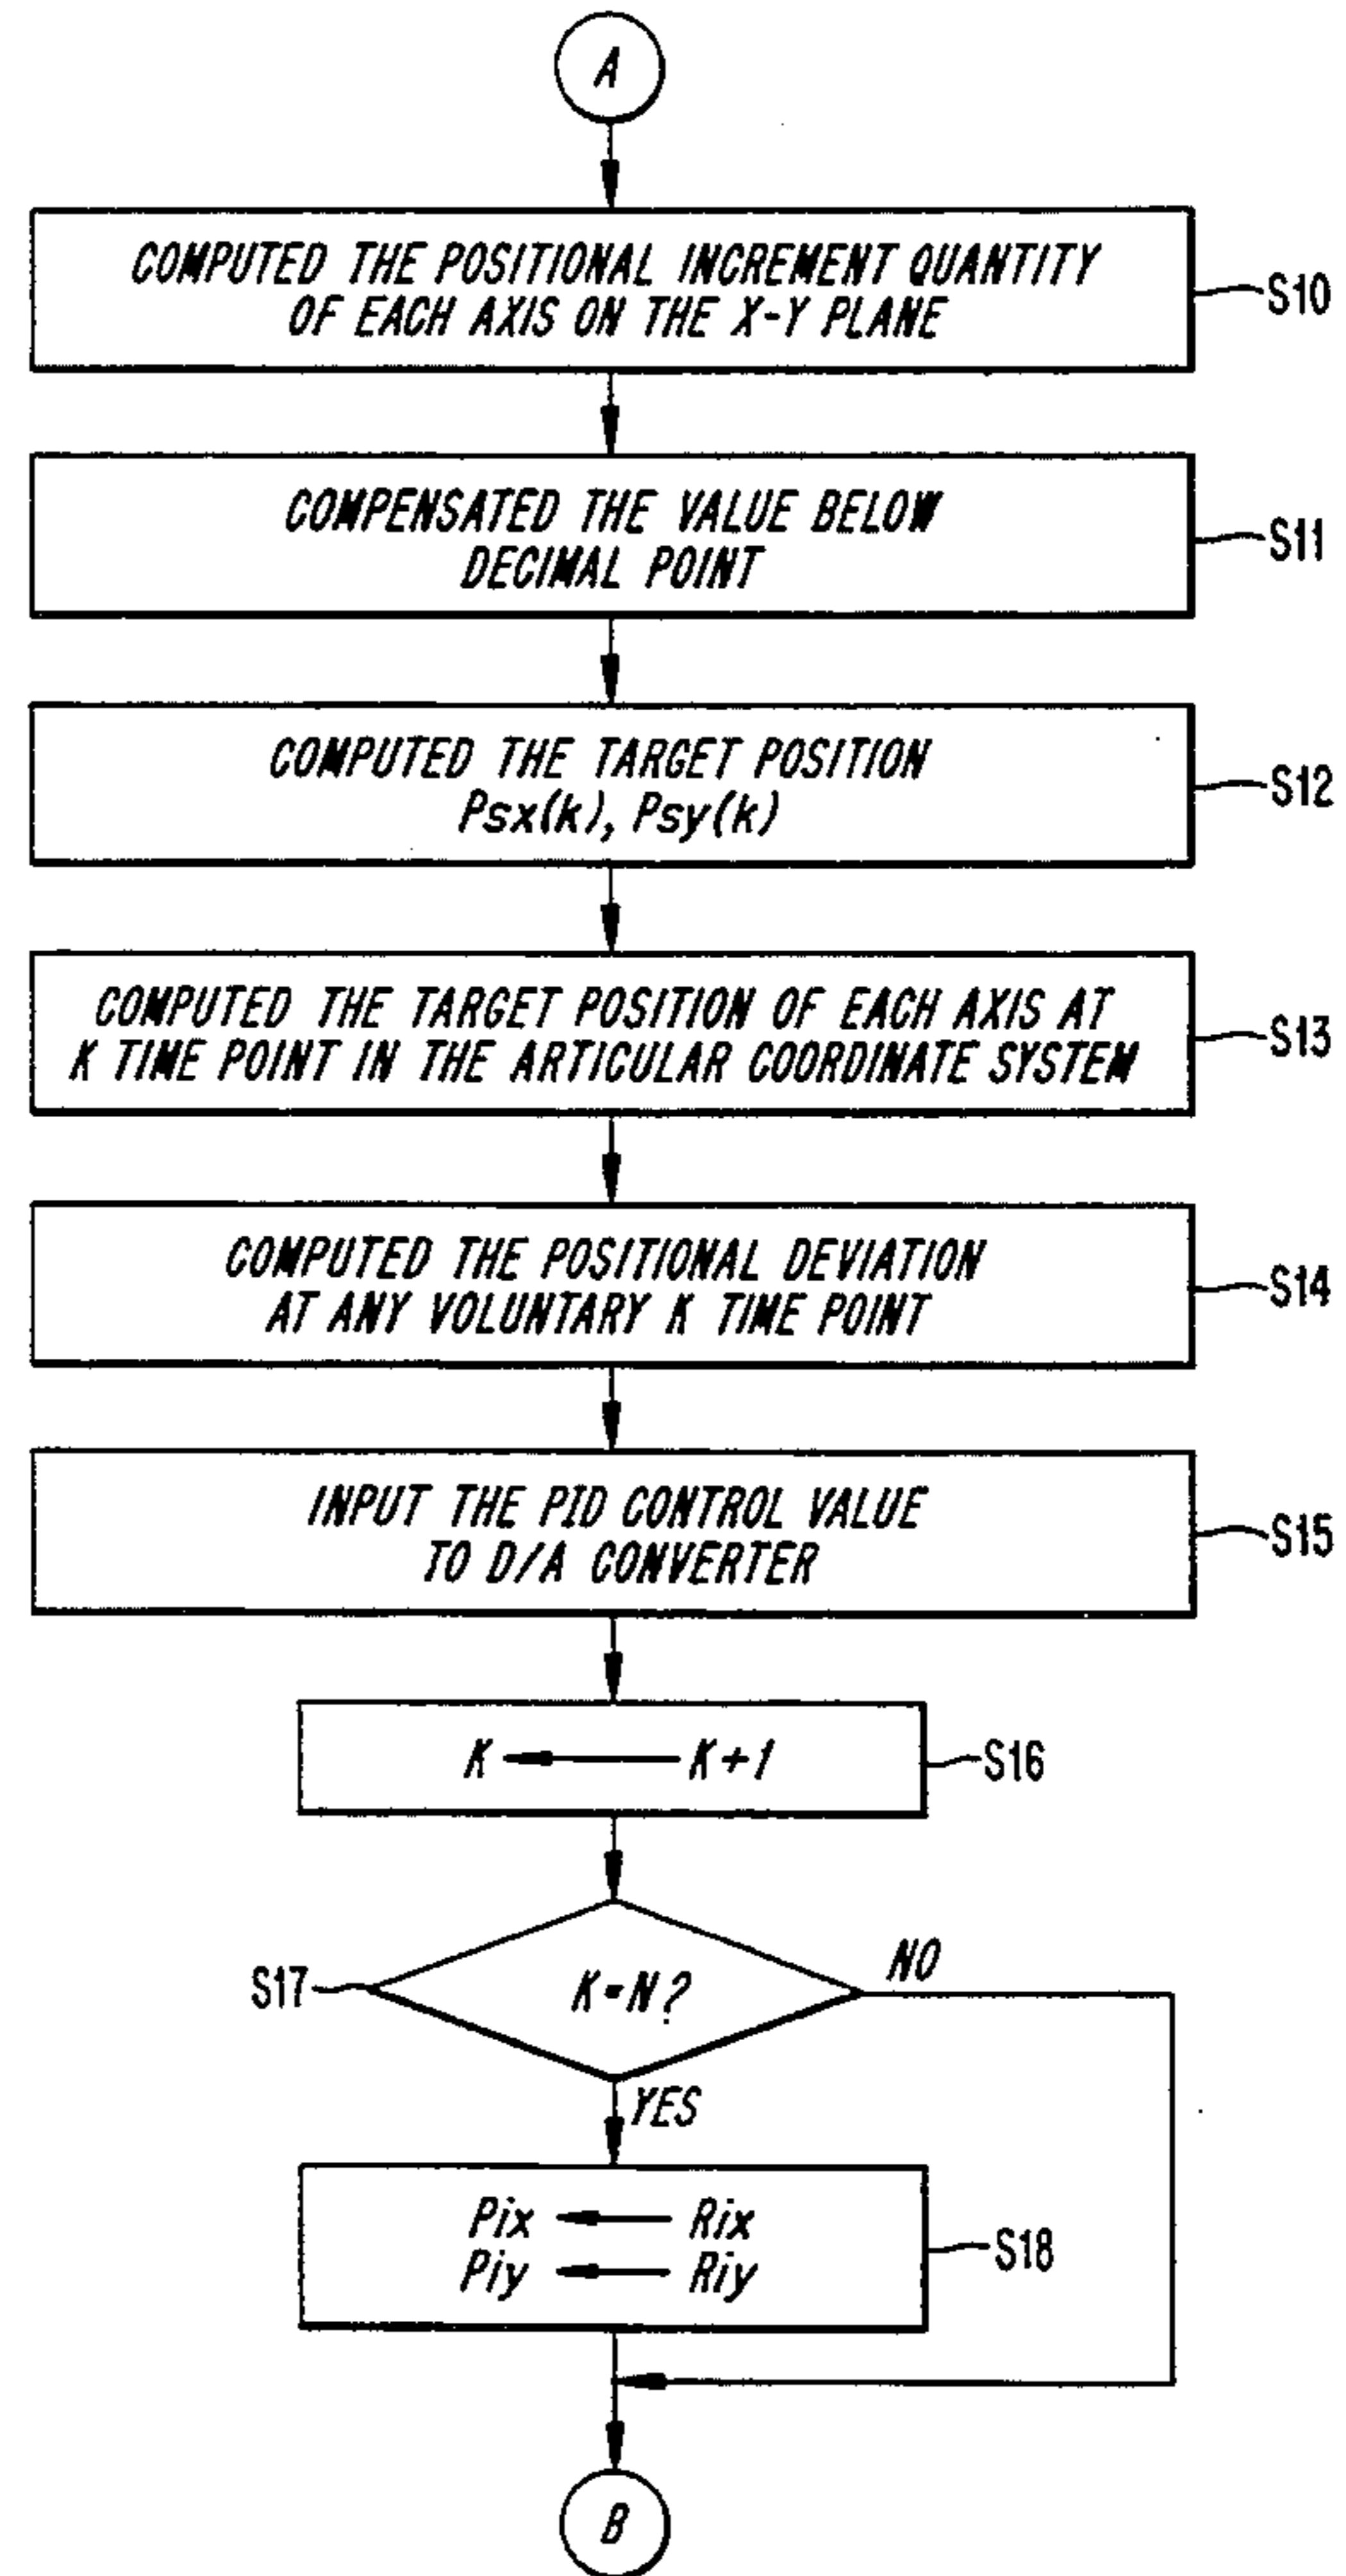 A
COMPUTED THE POSITIONAL INCREMENT QUANTITY
OF EACH AXIS ON THE X-Y PLANE
S10
COMPENSATED THE VALUE BELOW
DECIMAL POINT
S11
COMPUTED THE TARGET POSITION
Psx(k), Psy(k)
S12
COMPUTED THE TARGET POSITION OF EACH AXIS AT
K TIME POINT IN THE ARTICULAR COORDINATE SYSTEM
S13
COMPUTED THE POSITIONAL DEVIATION
AT ANY VOLUNTARY K TIME POINT
S14
INPUT THE PID CONTROL VALUE
TO D/A CONVERTER
S15
K ← K+1
S16
S17
K=N?
NO
YES
Pix ← Rix
Piy ← Riy
S18
B